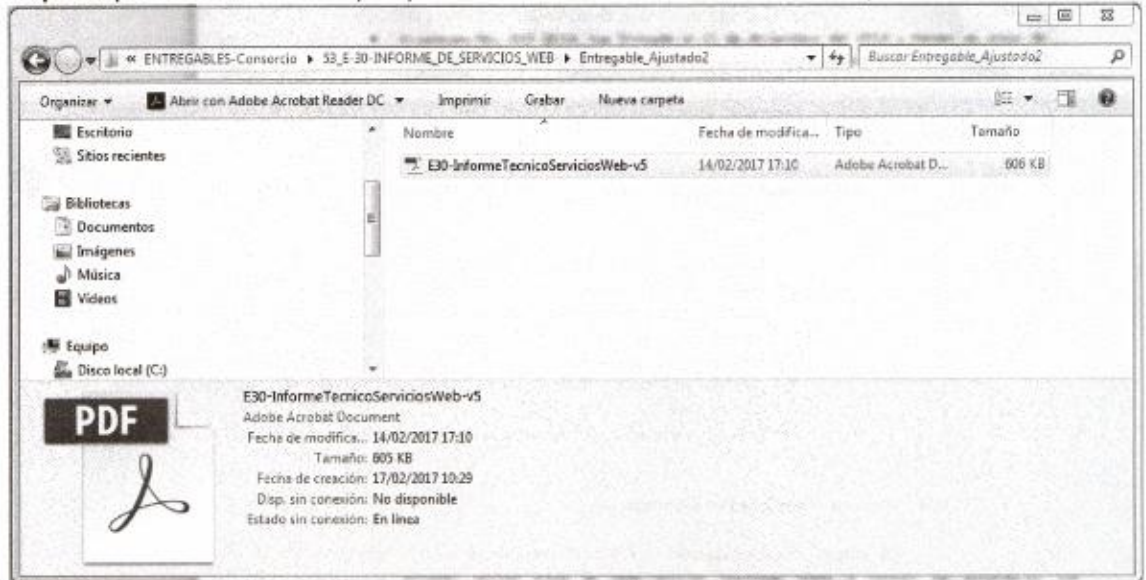 « ENTREGABLES-Consorcio ▸ 53_E-30-INFORME_DE_SERVICIOS_WEB ▸ Entregable_Ajustado2
Buscar Entregable_Ajustado2
Organizar
Abrir con Adobe Acrobat Reader DC
Imprimir
Grabar
Nueva carpeta
Escritorio
Sitios recientes
Bibliotecas
Documentos
Imágenes
Música
Vídeos
Equipo
Disco local (C:)
Nombre
Fecha de modifica...
Tipo
Tamaño
E30-InformeTecnicoServiciosWeb-v5
14/02/2017 17:10
Adobe Acrobat D...
606 KB
PDF
E30-InformeTecnicoServiciosWeb-v5
Adobe Acrobat Document
Fecha de modifica... 14/02/2017 17:10
Tamaño: 605 KB
Fecha de creación: 17/02/2017 10:29
Disp. sin conexión: No disponible
Estado sin conexión: En línea